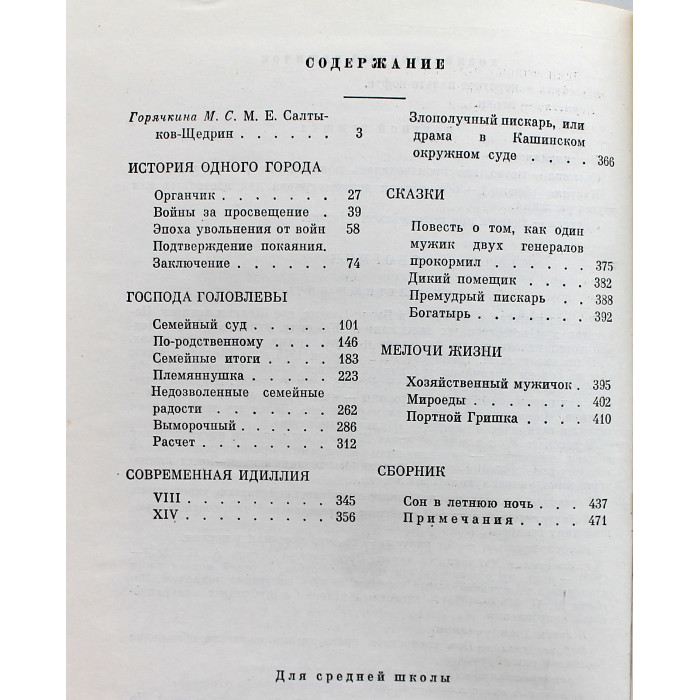 СОДЕРЖАНИЕ
Горячкина М. С. М. Е. Салты-
ков-Щедрин . . . . . . 3
ИСТОРИЯ ОДНОГО ГОРОДА
Органчик . . . . . . . 27
Войны за просвещение . 39
Эпоха увольнения от войн 58
Подтверждение покаяния.
Заключение . . . . . 74
ГОСПОДА ГОЛОВЛЕВЫ
Семейный суд . . . . . 101
По-родственному . . . . 146
Семейные итоги . . . . 183
Племяннушка . . . . . 223
Недозволенные семейные
радости . . . . . . . 262
Выморочный . . . . . 286
Расчет . . . . . . . . 312
СОВРЕМЕННАЯ ИДИЛЛИЯ
VIII . . . . . . . . . 345
XIV . . . . . . . . . 356
Злополучный пискарь, или
драма в Кашинском
окружном суде . . . . 366
СКАЗКИ
Повесть о том, как один
мужик двух генералов
прокормил . . . . . . 375
Дикий помещик . . . . 382
Премудрый пискарь . . 388
Богатырь . . . . . . . 392
МЕЛОЧИ ЖИЗНИ
Хозяйственный мужичок . 395
Мироеды . . . . . . . 402
Портной Гришка . . . . 410
СБОРНИК
Сон в летнюю ночь . . . 437
Примечания . . . . 471
Для средней школы